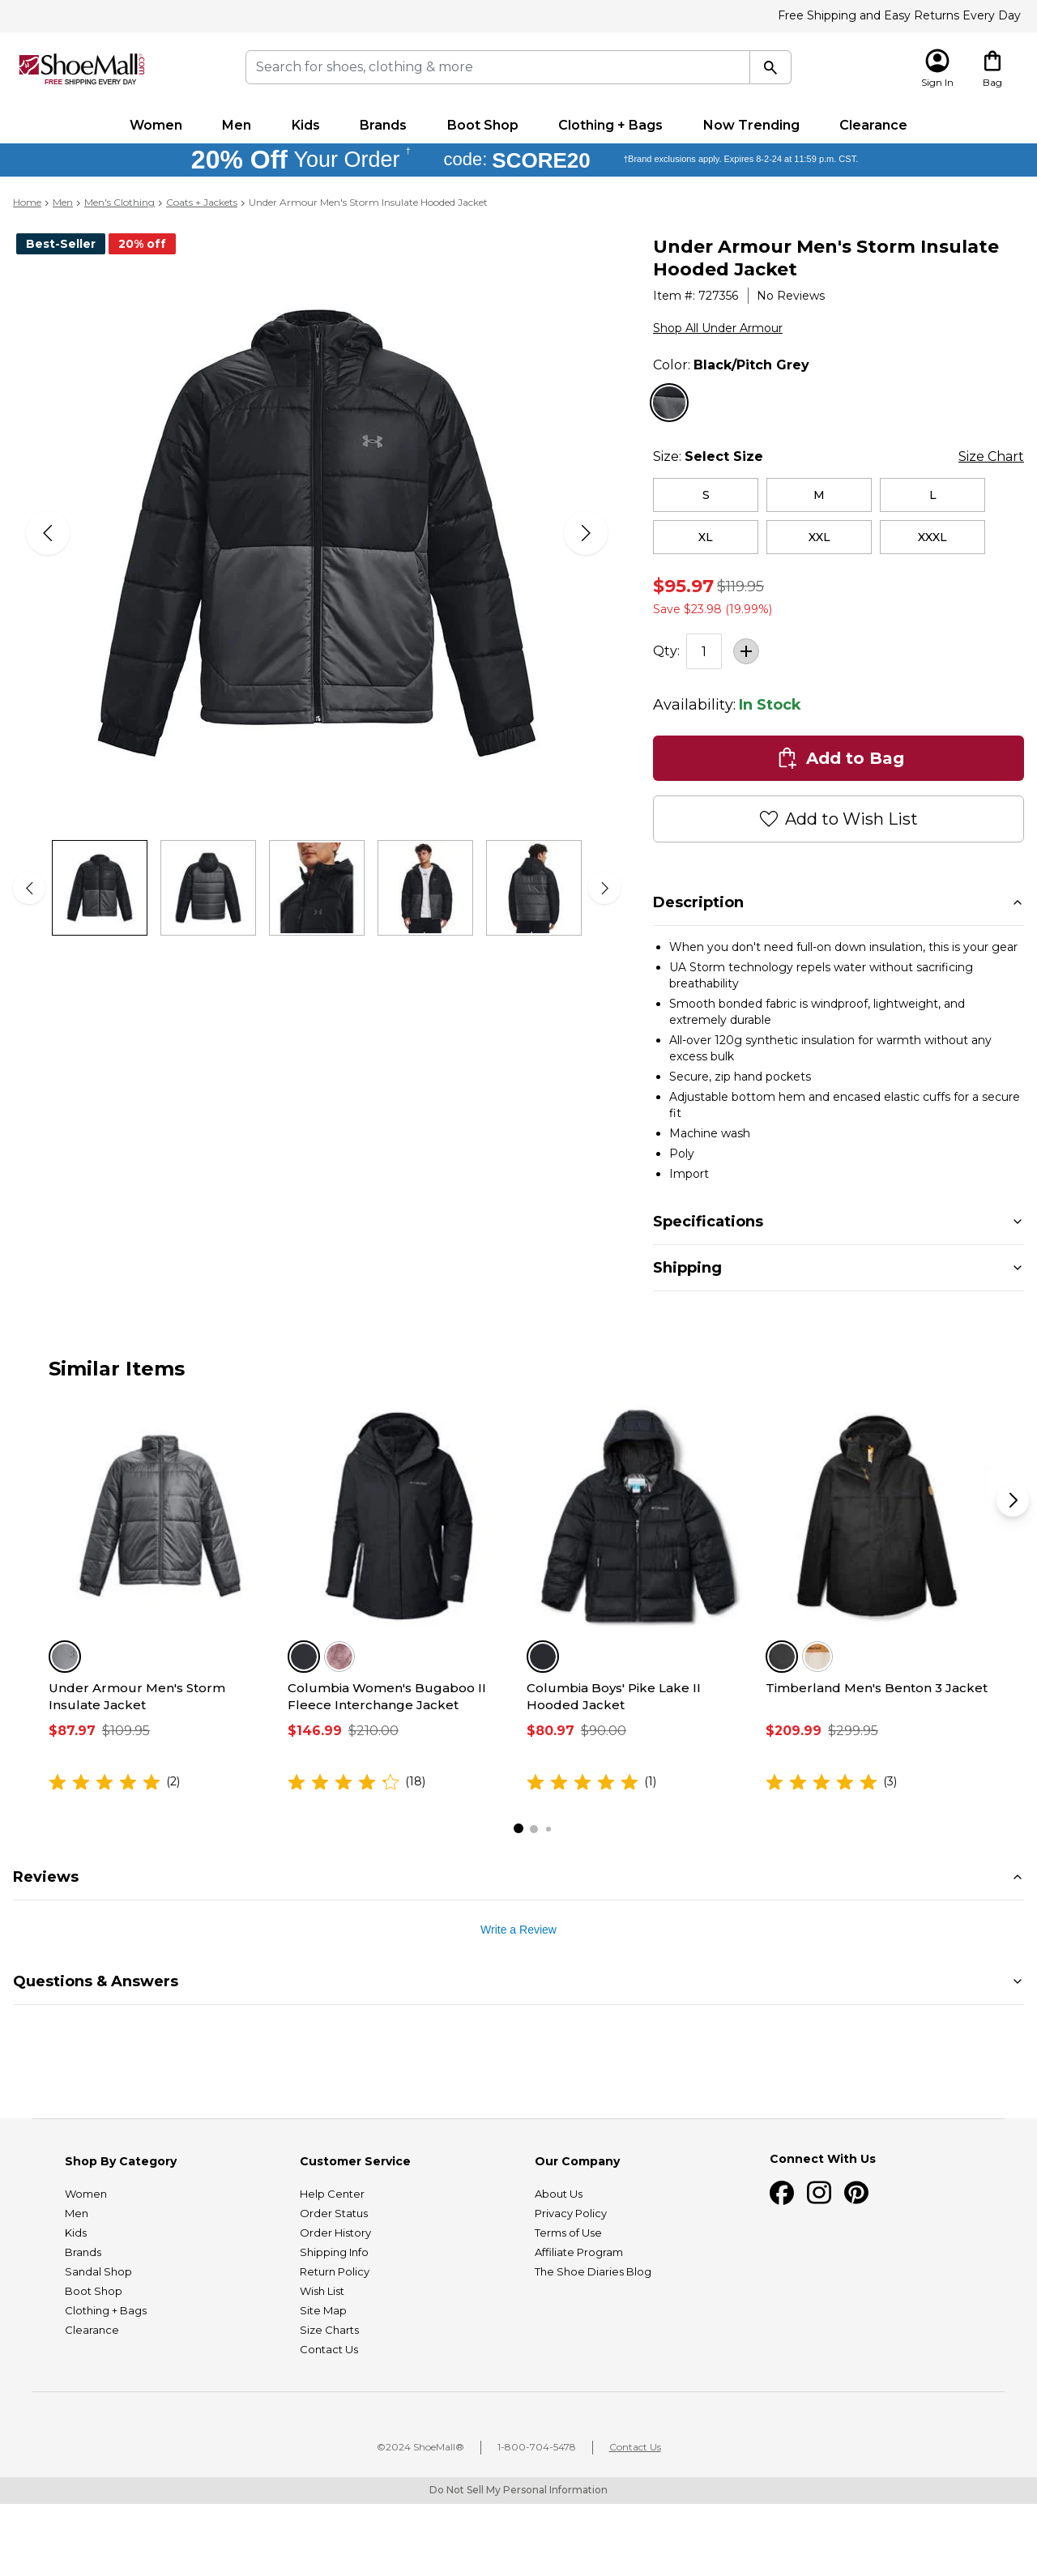 Free Shipping and Easy Returns Every Day
ShoeMall.com
FREE SHIPPING EVERY DAY
Search for shoes, clothing & more
Sign In
Bag
Women
Men
Kids
Brands
Boot Shop
Clothing + Bags
Now Trending
Clearance
20% Off Your Order † code: SCORE20 †Brand exclusions apply. Expires 8-2-24 at 11:59 p.m. CST.
Home > Men > Men's Clothing > Coats + Jackets > Under Armour Men's Storm Insulate Hooded Jacket
Best-Seller
20% off
Under Armour Men's Storm Insulate
Hooded Jacket
Item #: 727356 | No Reviews
Shop All Under Armour
Color: Black/Pitch Grey
Size: Select Size
Size Chart
S
M
L
XL
XXL
XXXL
$95.97 $119.95
Save $23.98 (19.99%)
Qty: 1 +
Availability: In Stock
Add to Bag
Add to Wish List
Description
• When you don't need full-on down insulation, this is your gear
• UA Storm technology repels water without sacrificing
breathability
• Smooth bonded fabric is windproof, lightweight, and
extremely durable
• All-over 120g synthetic insulation for warmth without any
excess bulk
• Secure, zip hand pockets
• Adjustable bottom hem and encased elastic cuffs for a secure
fit
• Machine wash
• Poly
• Import
Specifications
Shipping
Similar Items
Under Armour Men's Storm
Insulate Jacket
$87.97 $109.95
(2)
Columbia Women's Bugaboo II
Fleece Interchange Jacket
$146.99 $210.00
(18)
Columbia Boys' Pike Lake II
Hooded Jacket
$80.97 $90.00
(1)
Timberland Men's Benton 3 Jacket
$209.99 $299.95
(3)
Reviews
Write a Review
Questions & Answers
Shop By Category
Women
Men
Kids
Brands
Sandal Shop
Boot Shop
Clothing + Bags
Clearance
Customer Service
Help Center
Order Status
Order History
Shipping Info
Return Policy
Wish List
Site Map
Size Charts
Contact Us
Our Company
About Us
Privacy Policy
Terms of Use
Affiliate Program
The Shoe Diaries Blog
Connect With Us
©2024 ShoeMall® | 1-800-704-5478 | Contact Us
Do Not Sell My Personal Information